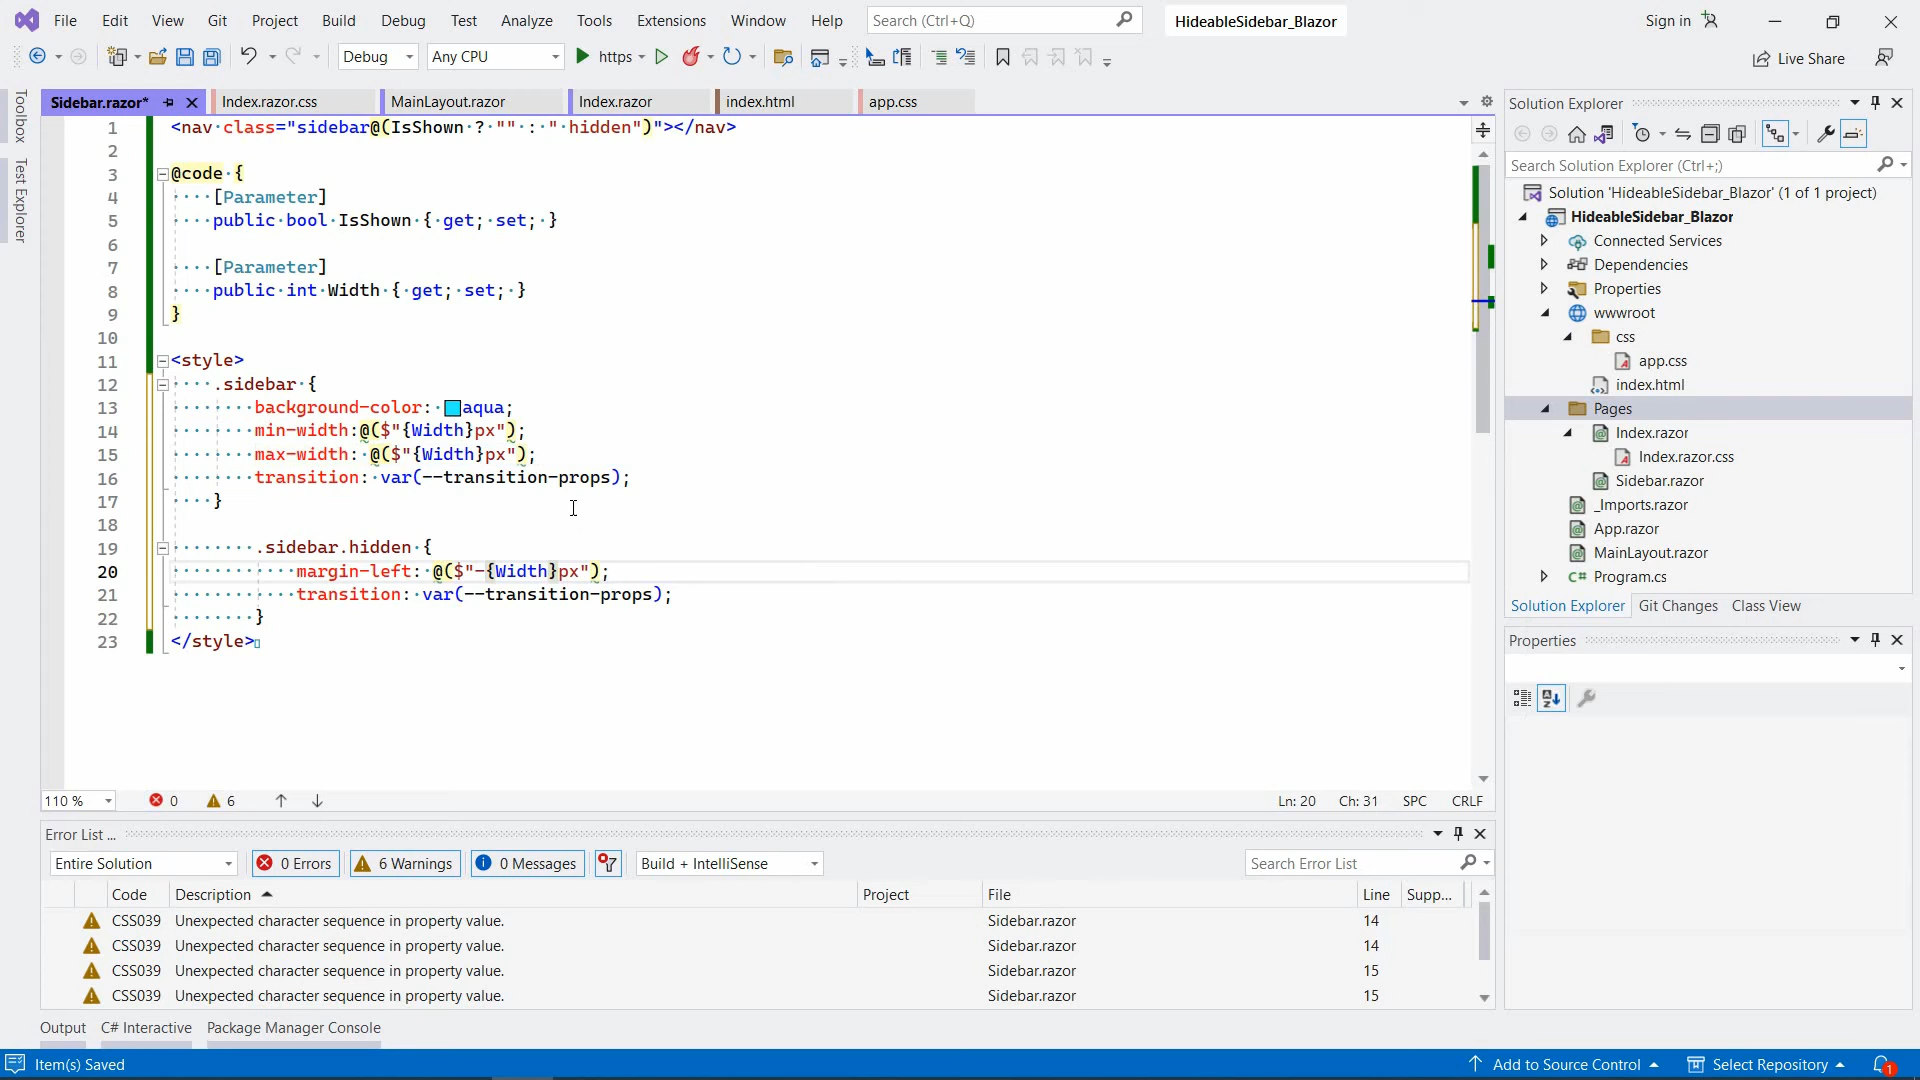 File Edit View Git Project Build Debug Test Analyze Tools Extensions Window Help Search (Ctrl+Q) HideableSidebar_Blazor Sign in
Debug Any CPU https Live Share
Toolbox
Test Explorer
Sidebar.razor* Index.razor.css MainLayout.razor Index.razor index.html app.css
1 <nav class="sidebar@(IsShown ? "" : " hidden")"></nav>
2
3 @code {
4 [Parameter]
5 public bool IsShown { get; set; }
6
7 [Parameter]
8 public int Width { get; set; }
9 }
10
11 <style>
12 .sidebar {
13 background-color: aqua;
14 min-width:@($"{Width}px");
15 max-width: @($"{Width}px");
16 transition: var(--transition-props);
17 }
18
19 .sidebar.hidden {
20 margin-left: @($"-{Width}px");
21 transition: var(--transition-props);
22 }
23 </style>
110 % 0 6 Ln: 20 Ch: 31 SPC CRLF
Error List ...
Entire Solution 0 Errors 6 Warnings 0 Messages Build + IntelliSense Search Error List
Code Description Project File Line Supp...
CSS039 Unexpected character sequence in property value. Sidebar.razor 14
CSS039 Unexpected character sequence in property value. Sidebar.razor 14
CSS039 Unexpected character sequence in property value. Sidebar.razor 15
CSS039 Unexpected character sequence in property value. Sidebar.razor 15
Output C# Interactive Package Manager Console
Solution Explorer
Search Solution Explorer (Ctrl+;)
Solution 'HideableSidebar_Blazor' (1 of 1 project)
HideableSidebar_Blazor
Connected Services
Dependencies
Properties
wwwroot
css
app.css
index.html
Pages
Index.razor
Index.razor.css
Sidebar.razor
_Imports.razor
App.razor
MainLayout.razor
C# Program.cs
Solution Explorer Git Changes Class View
Properties
Item(s) Saved Add to Source Control Select Repository 1